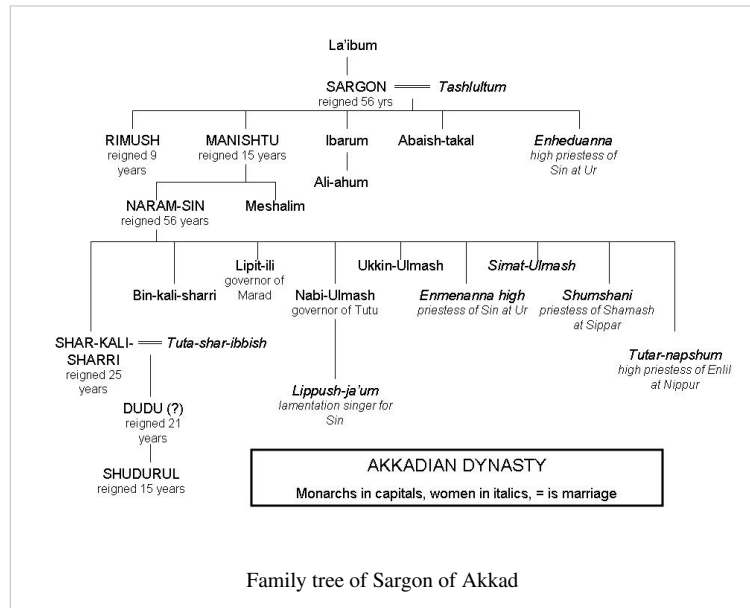 La'ibum
SARGON
reigned 56 yrs
Tashlultum
RIMUSH
reigned 9
years
MANISHTU
reigned 15 years
Ibarum
Abaish-takal
Enheduanna
high priestess of
Sin at Ur
Ali-ahum
NARAM-SIN
reigned 56 years
Meshalim
Bin-kali-sharri
Lipit-ili
governor of
Marad
Nabi-Ulmash
governor of Tutu
Ukkin-Ulmash
Enmenanna high
priestess of Sin at Ur
Simat-Ulmash
Shumshani
priestess of Shamash
at Sippar
SHAR-KALI-
SHARRI
reigned 25
years
Tuta-shar-ibbish
Tutar-napshum
high priestess of Enlil
at Nippur
Lippush-ja'um
lamentation singer for
Sin
DUDU (?)
reigned 21
years
SHUDURUL
reigned 15 years
AKKADIAN DYNASTY
Monarchs in capitals, women in italics, = is marriage
Family tree of Sargon of Akkad